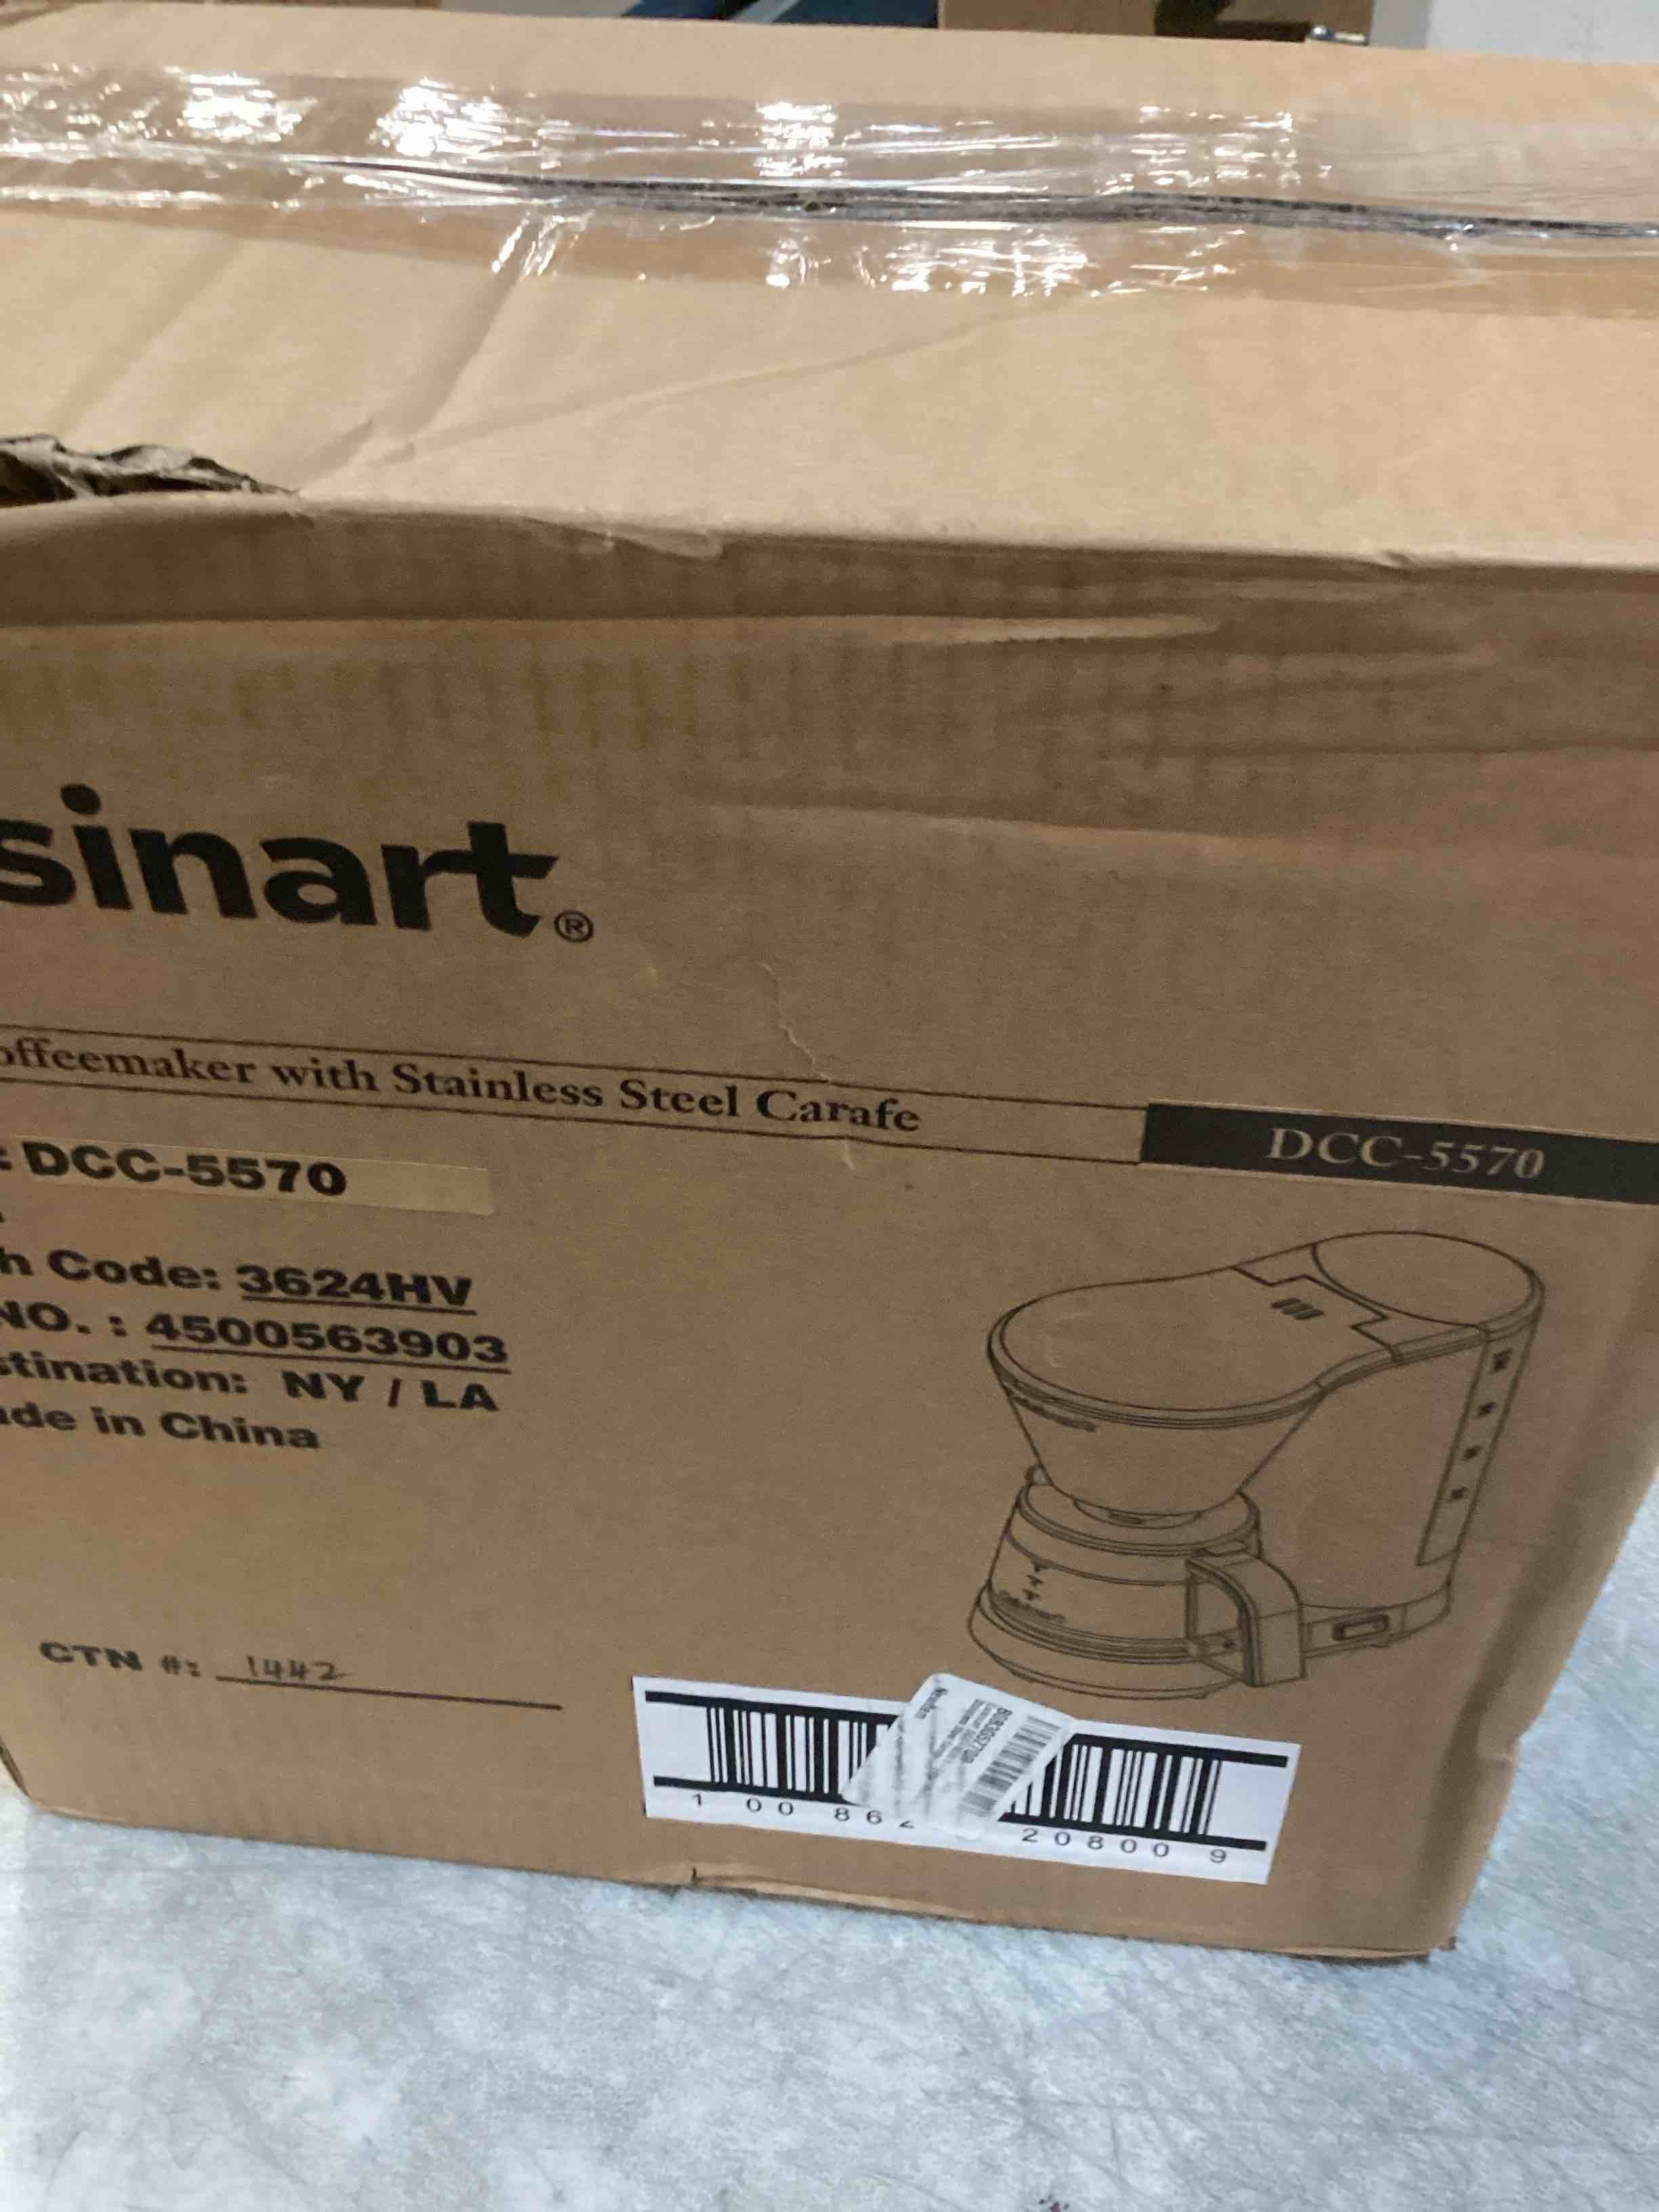 sinart®
offeemaker with Stainless Steel Carafe
DCC-5570
: DCC-5570
h Code: 3624HV
NO. : 4500563903
stination: NY / LA
ade in China
CTN #: 1442
1 00 86 20800 9